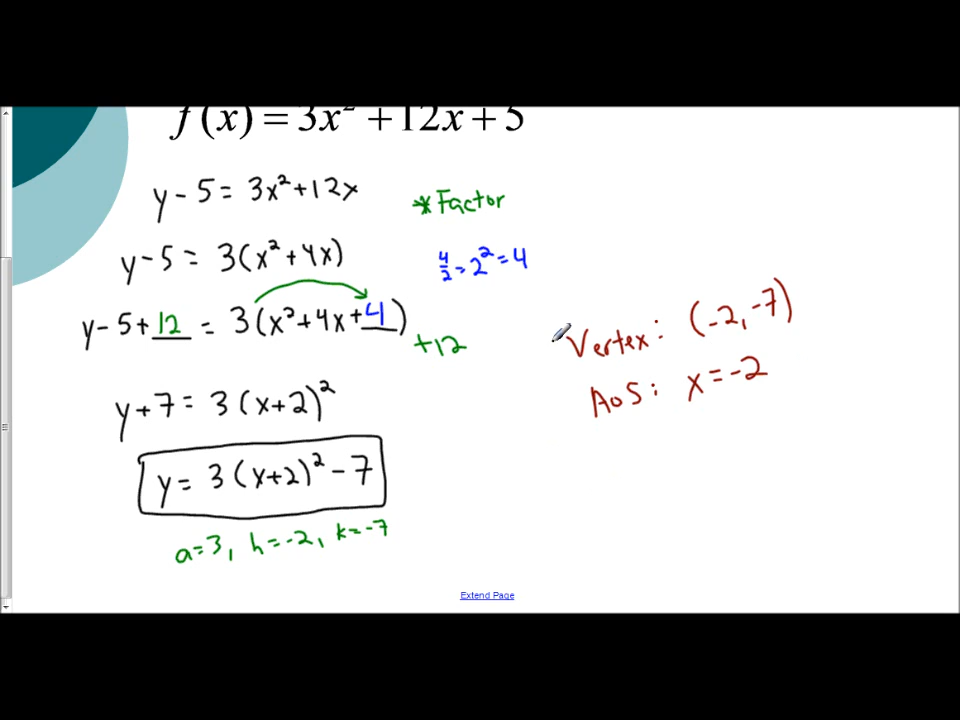 f(x) = 3x² + 12x + 5
y - 5 = 3x² + 12x
*Factor
y - 5 = 3(x² + 4x)
4/2 = 2² = 4
y - 5 + 12 = 3(x² + 4x + 4)
+12
Vertex: (-2, -7)
AoS: x = -2
y + 7 = 3(x+2)²
y = 3(x+2)² - 7
a=3, h=-2, k=-7
Extend Page